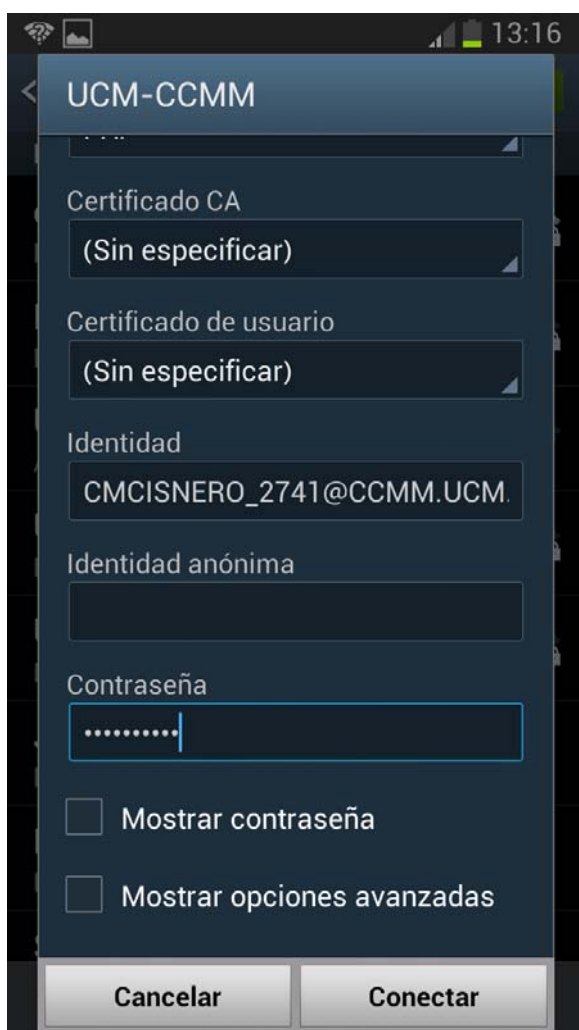 13:16
UCM-CCMM
Certificado CA
(Sin especificar)
Certificado de usuario
(Sin especificar)
Identidad
CMCISNERO_2741@CCMM.UCM.
Identidad anónima
Contraseña
••••••••••
Mostrar contraseña
Mostrar opciones avanzadas
Cancelar
Conectar